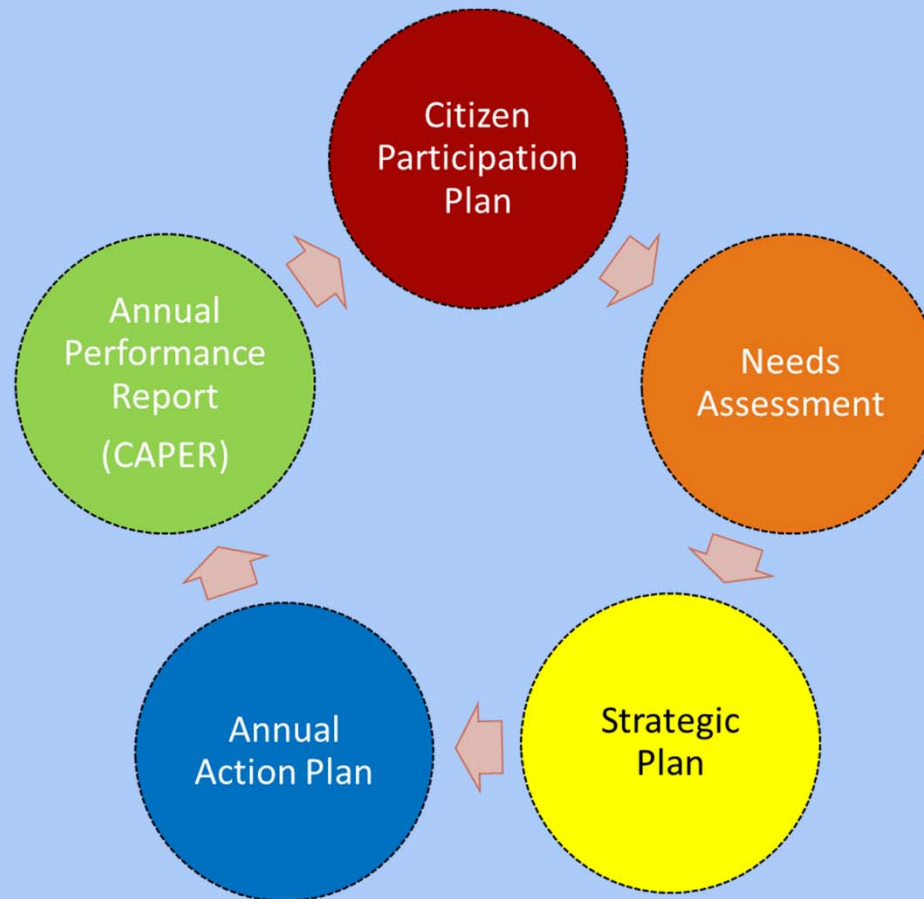 Citizen
Participation
Plan
Needs
Assessment
Strategic
Plan
Annual
Action Plan
Annual
Performance
Report
(CAPER)